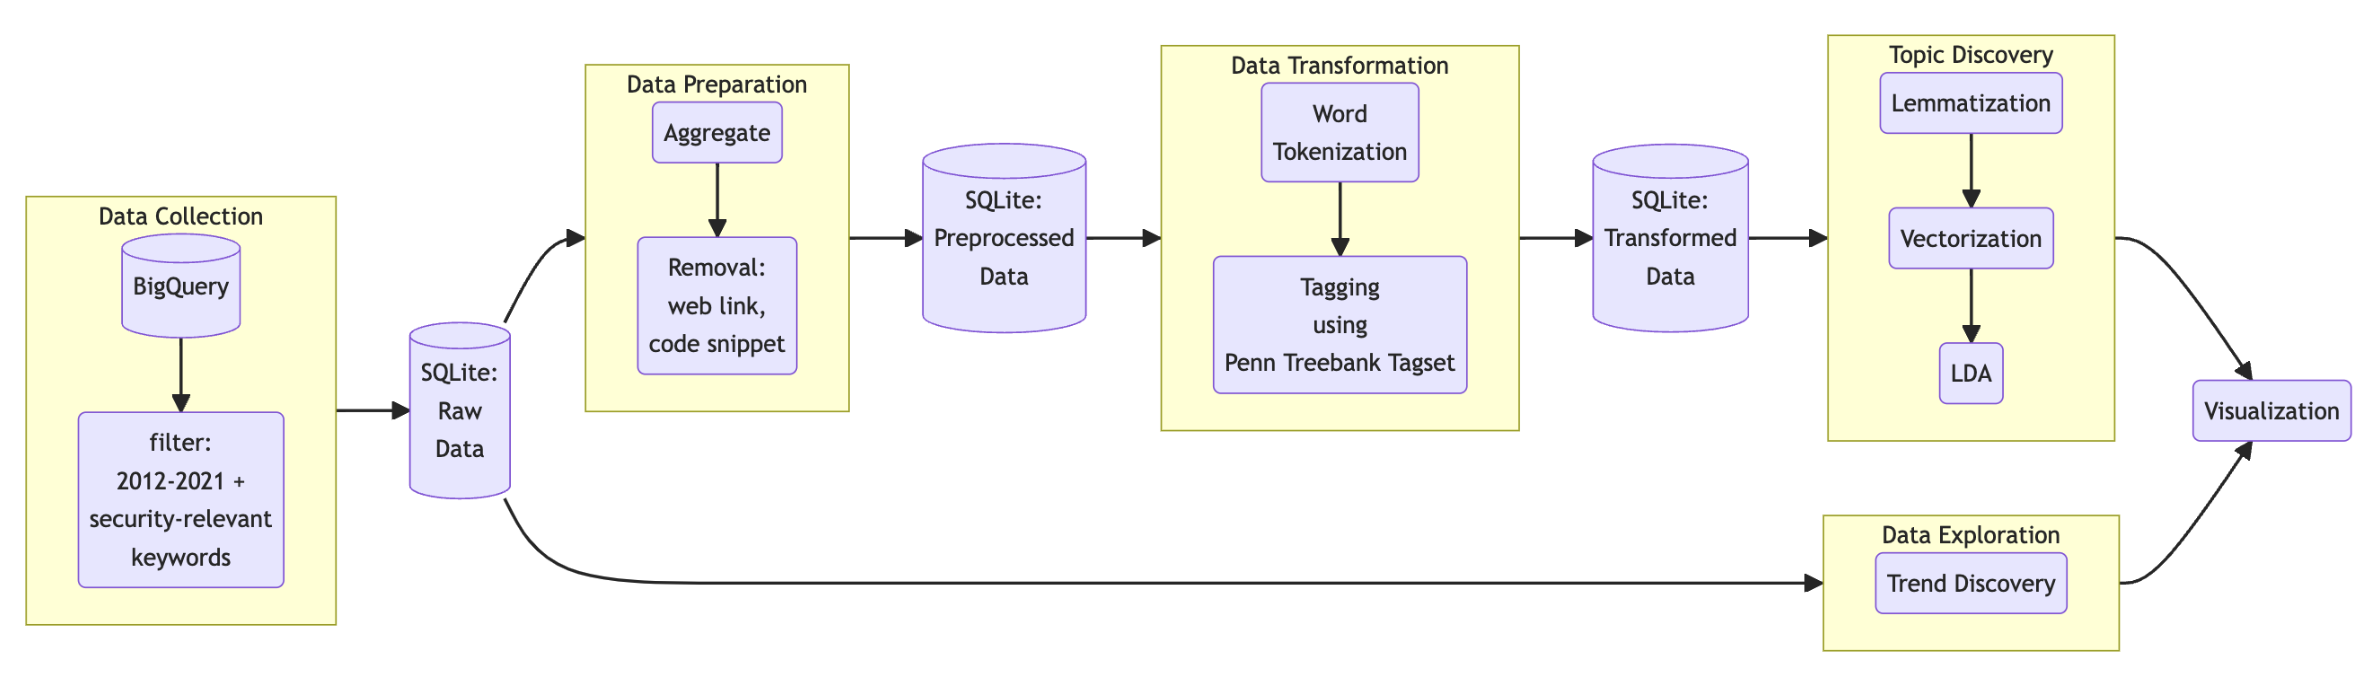 Data Collection
BigQuery
filter:
2012-2021 +
security-relevant
keywords
SQLite:
Raw
Data
Data Preparation
Aggregate
Removal:
web link,
code snippet
SQLite:
Preprocessed
Data
Data Transformation
Word
Tokenization
Tagging
using
Penn Treebank Tagset
SQLite:
Transformed
Data
Topic Discovery
Lemmatization
Vectorization
LDA
Data Exploration
Trend Discovery
Visualization